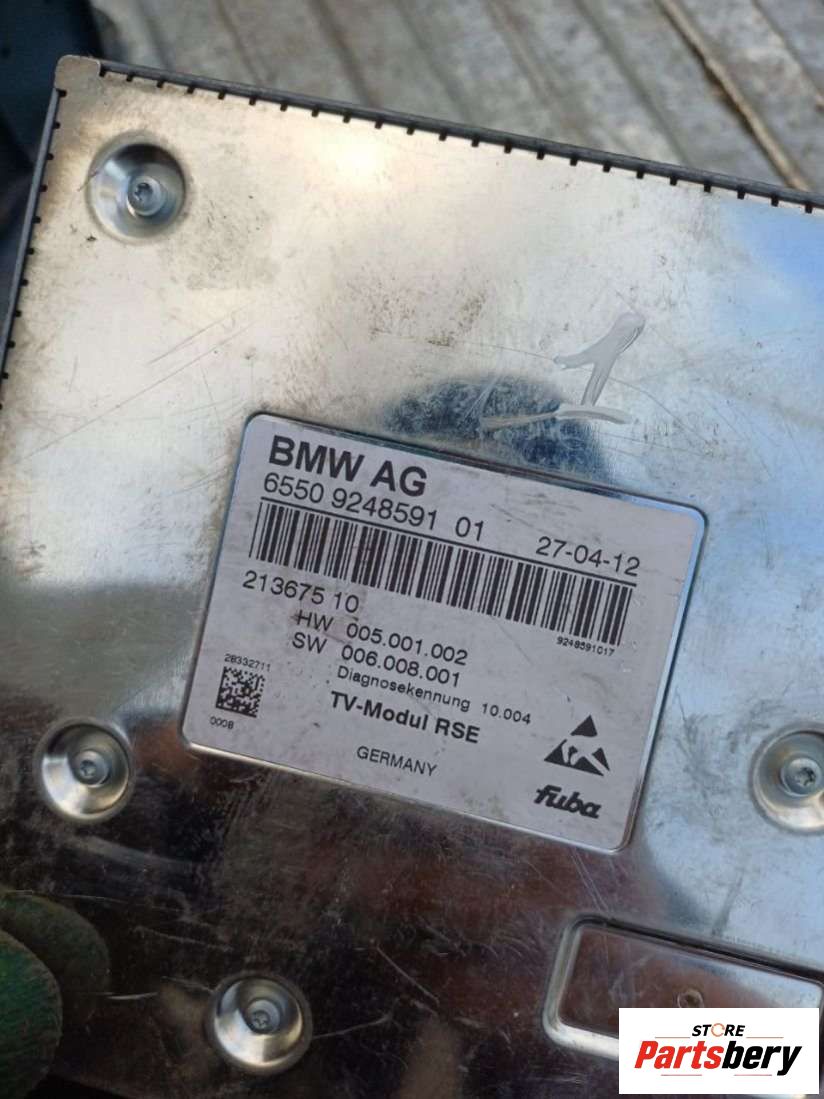 1
BMW AG
6550 9248591 01 27-04-12
9248591017
213675 10
HW 005.001.002
SW 006.008.001
Diagnosekennung 10.004
TV-Modul RSE
GERMANY
28332711
0008
fuba
STORE
Partsbery